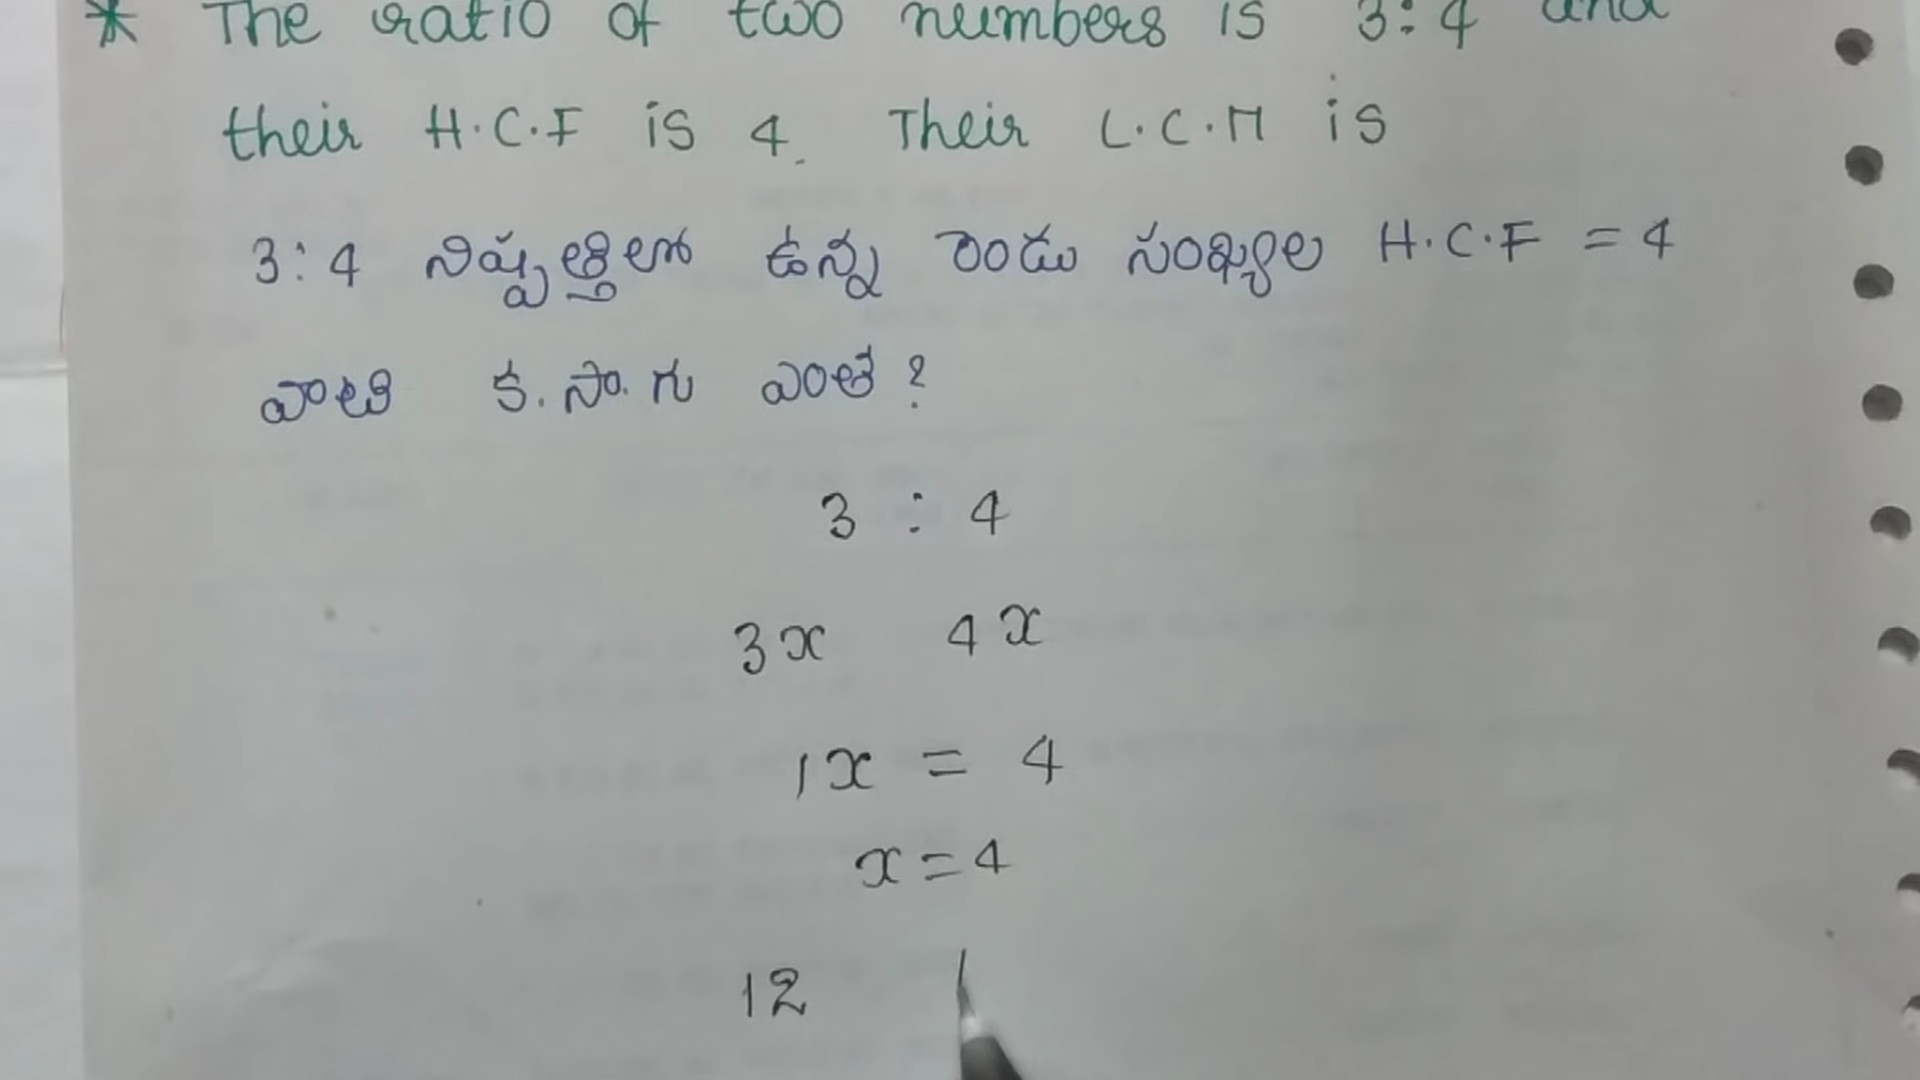 * The ratio of two numbers is 3:4 and
their H.C.F is 4. Their L.C.M is
3:4 నిష్పత్తిలో ఉన్న రెండు సంఖ్యల H.C.F = 4
వాటి క.సా.గు ఎంత?
3 : 4
3x 4x
1x = 4
x = 4
12 1